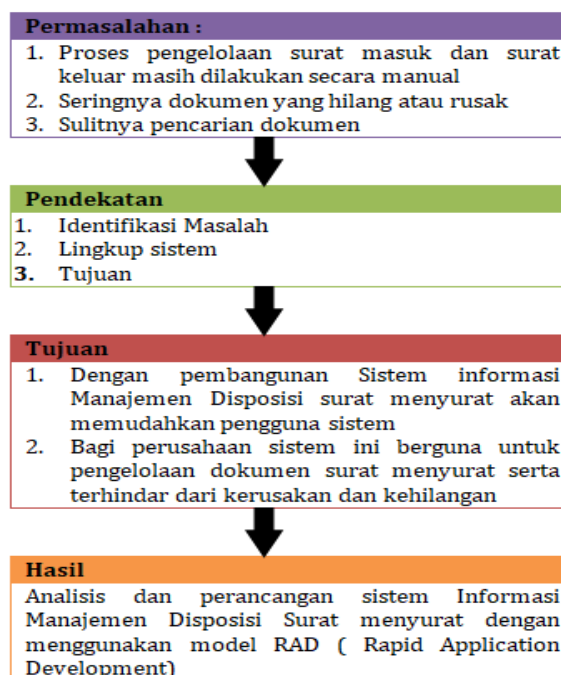 Permasalahan :
1. Proses pengelolaan surat masuk dan surat
keluar masih dilakukan secara manual
2. Seringnya dokumen yang hilang atau rusak
3. Sulitnya pencarian dokumen
Pendekatan
1. Identifikasi Masalah
2. Lingkup sistem
3. Tujuan
Tujuan
1. Dengan pembangunan Sistem informasi
Manajemen Disposisi surat menyurat akan
memudahkan pengguna sistem
2. Bagi perusahaan sistem ini berguna untuk
pengelolaan dokumen surat menyurat serta
terhindar dari kerusakan dan kehilangan
Hasil
Analisis dan perancangan sistem Informasi
Manajemen Disposisi Surat menyurat dengan
menggunakan model RAD ( Rapid Application
Development)